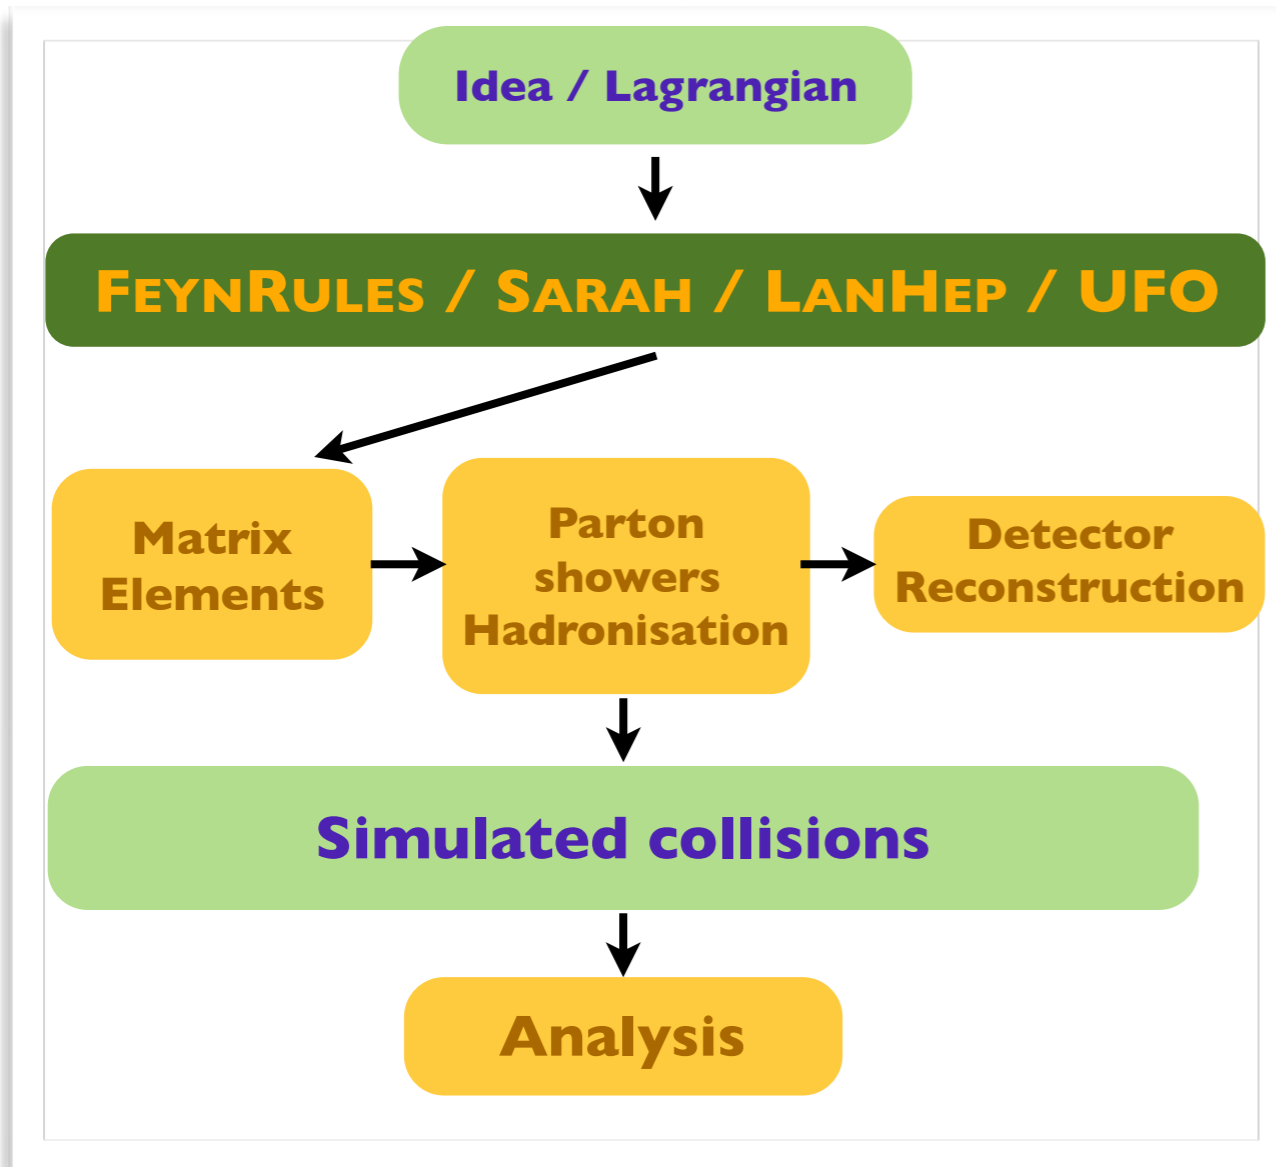 Idea / Lagrangian
FEYNRULES / SARAH / LANHEP / UFO
Matrix
Elements
Parton
showers
Hadronisation
Detector
Reconstruction
Simulated collisions
Analysis